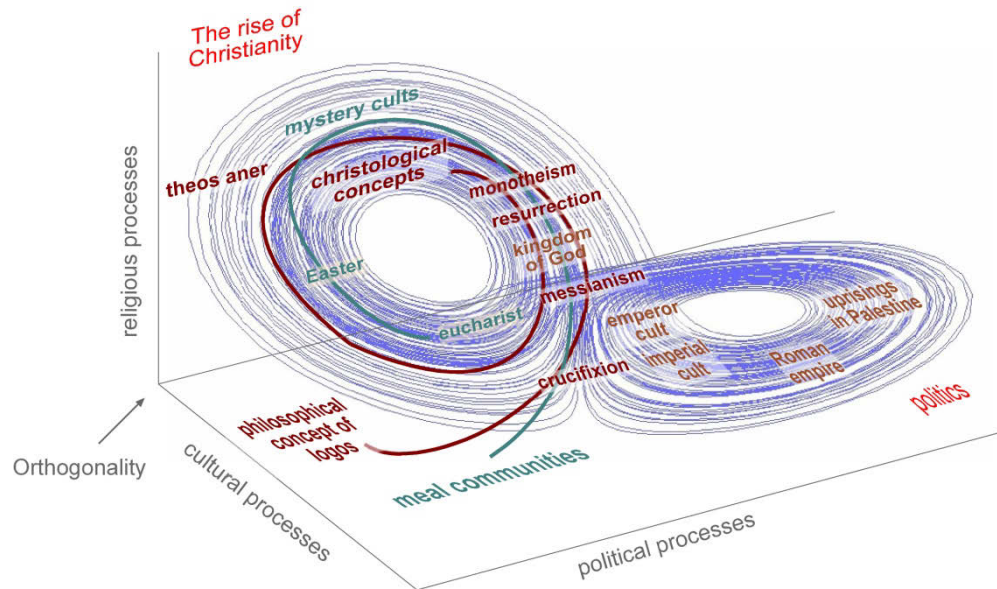 The rise of
Christianity
mystery cults
theos aner
christological
concepts
monotheism
resurrection
kingdom
of God
Easter
messianism
eucharist
emperor
cult
uprisings
in Palestine
imperial
cult
Roman
empire
crucifixion
politics
philosophical
concept of
logos
meal communities
religious processes
Orthogonality
cultural processes
political processes